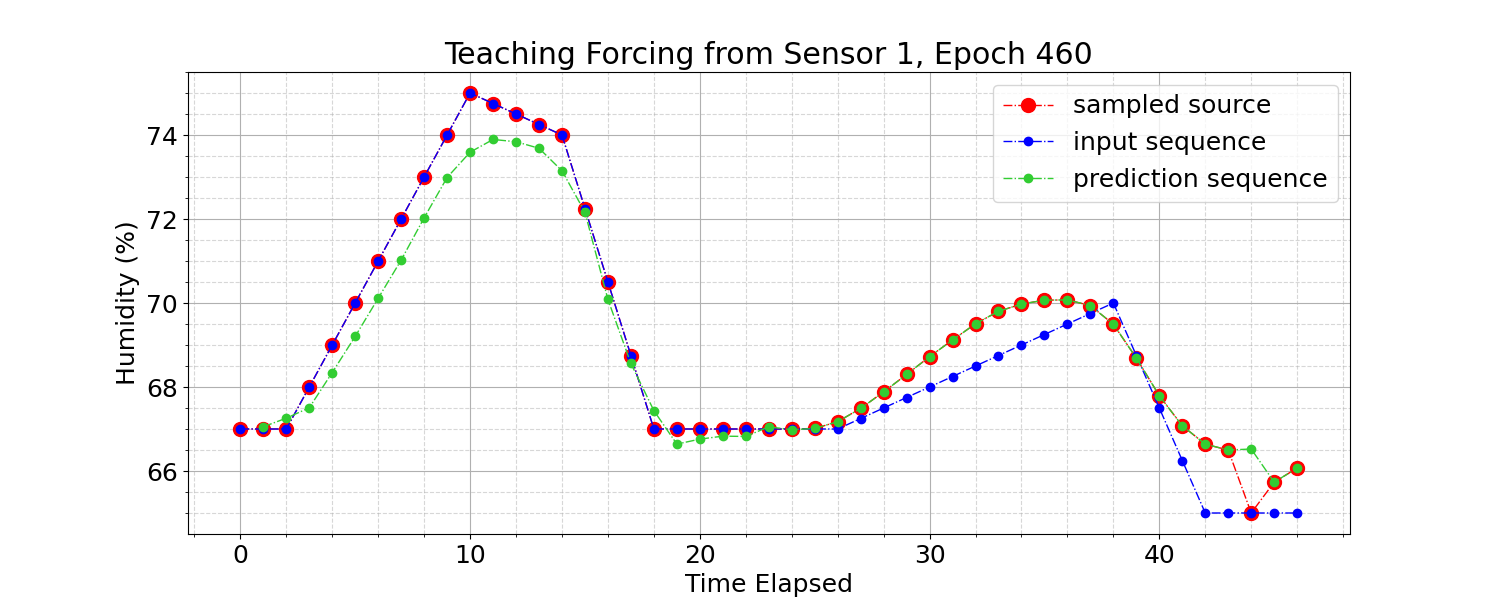 Teaching Forcing from Sensor 1, Epoch 460
sampled source
input sequence
prediction sequence
Humidity (%)
74
72
70
68
66
0 10 20 30 40
Time Elapsed